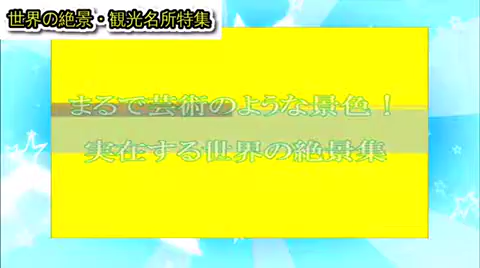 世界の絶景・観光名所特集
まるで芸術のような景色！
実在する世界の絶景集